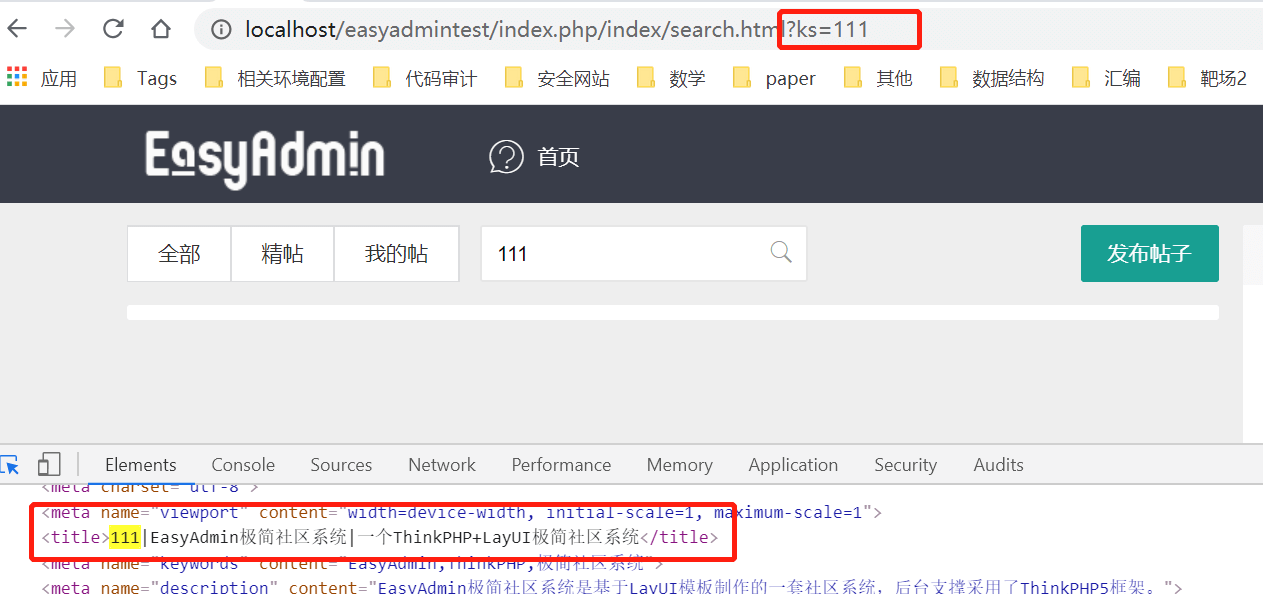 localhost/easyadmintest/index.php/index/search.html?ks=111
应用 Tags 相关环境配置 代码审计 安全网站 数学 paper 其他 数据结构 汇编 靶场2
EasyAdmin 首页
全部 精帖 我的帖 111 发布帖子
Elements Console Sources Network Performance Memory Application Security Audits
<meta charset="utf-8">
<meta name="viewport" content="width=device-width, initial-scale=1, maximum-scale=1">
<title>111|EasyAdmin极简社区系统|一个ThinkPHP+LayUI极简社区系统</title>
<meta name="keywords" content="EasyAdmin,ThinkPHP,极简社区系统">
<meta name="description" content="EasyAdmin极简社区系统是基于LayUI模板制作的一套社区系统，后台支撑采用了ThinkPHP5框架。">